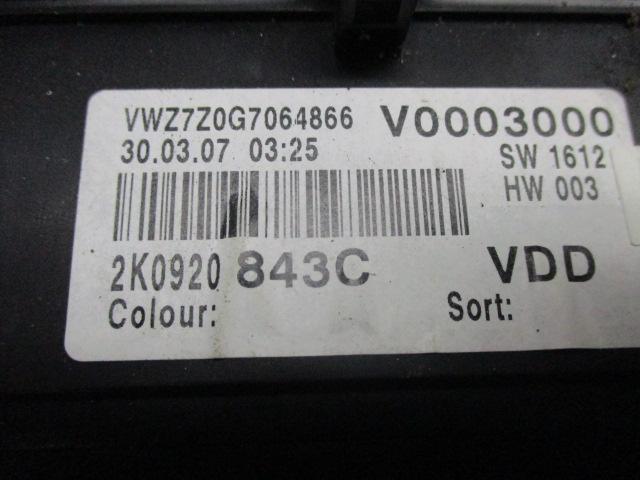 VWZ7Z0G7064866 V0003000
30.03.07 03:25 SW 1612
HW 003
2K0920 843C VDD
Colour: Sort: